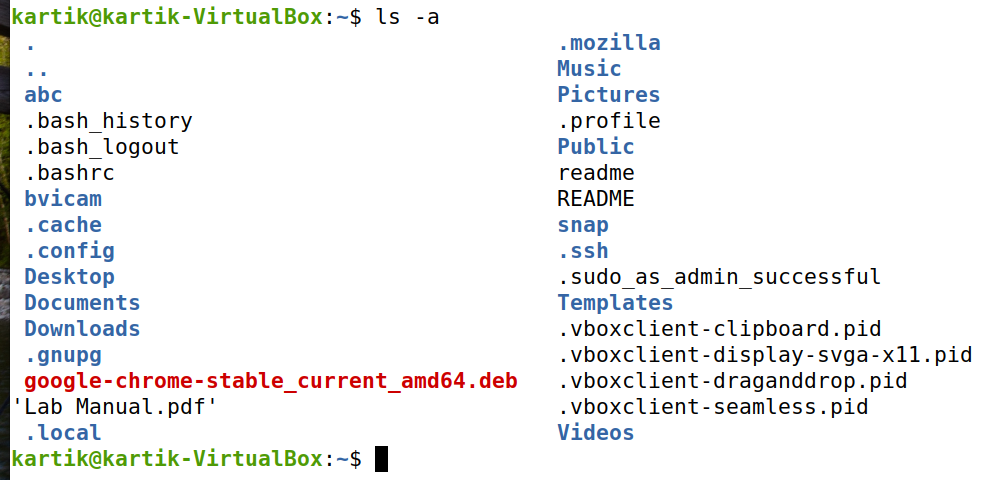 kartik@kartik-VirtualBox:~$ ls -a
. .mozilla
.. Music
abc Pictures
.bash_history .profile
.bash_logout Public
.bashrc readme
bvicam README
.cache snap
.config .ssh
Desktop .sudo_as_admin_successful
Documents Templates
Downloads .vboxclient-clipboard.pid
.gnupg .vboxclient-display-svga-x11.pid
google-chrome-stable_current_amd64.deb .vboxclient-draganddrop.pid
'Lab Manual.pdf' .vboxclient-seamless.pid
.local Videos
kartik@kartik-VirtualBox:~$